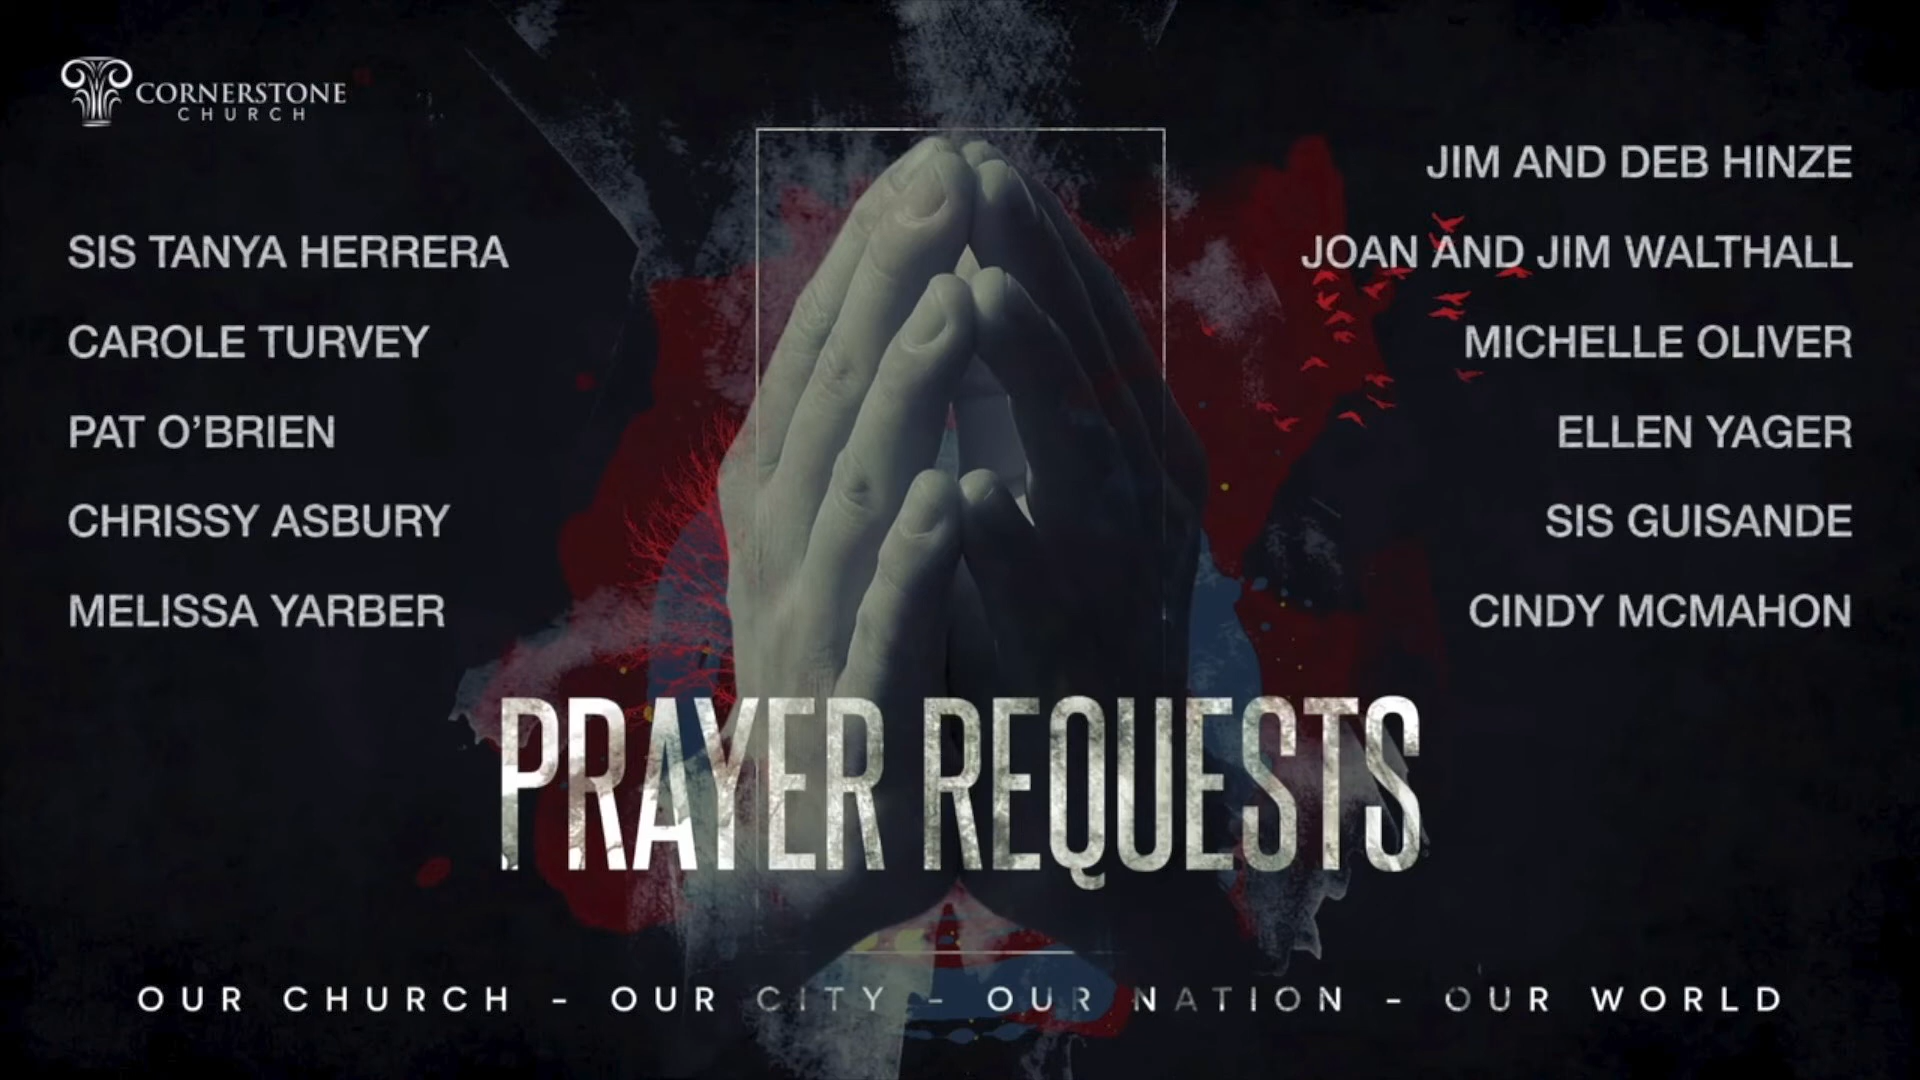 CORNERSTONE
CHURCH
SIS TANYA HERRERA
CAROLE TURVEY
PAT O’BRIEN
CHRISSY ASBURY
MELISSA YARBER
JIM AND DEB HINZE
JOAN AND JIM WALTHALL
MICHELLE OLIVER
ELLEN YAGER
SIS GUISANDE
CINDY MCMAHON
PRAYER REQUESTS
OUR CHURCH - OUR CITY - OUR NATION - OUR WORLD